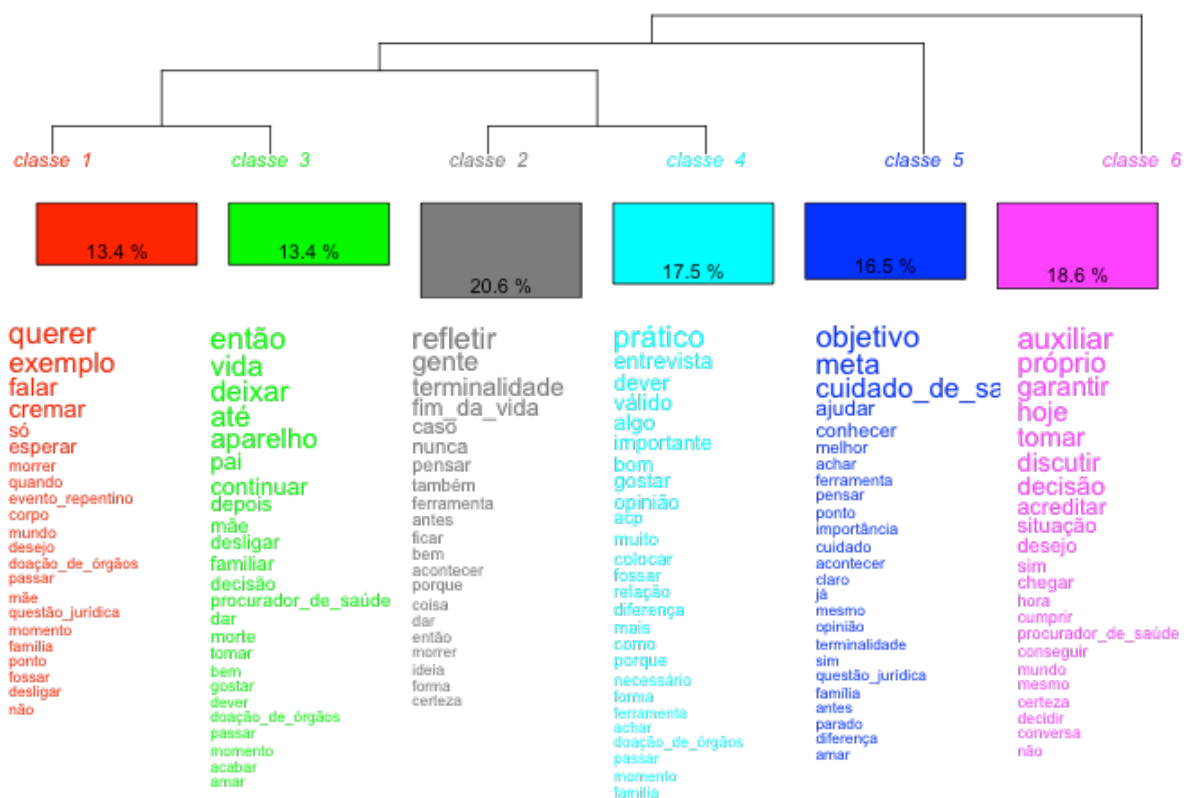 classe 1
classe 3
classe 2
classe 4
classe 5
classe 6
13.4 %
13.4 %
20.6 %
17.5 %
16.5 %
18.6 %
querer
exemplo
falar
cremar
só
esperar
morrer
quando
evento_repentino
corpo
mundo
desejo
doação_de_órgãos
passar
mãe
questão_jurídica
momento
família
ponto
fossar
desligar
não
então
vida
deixar
até
aparelho
pai
continuar
depois
mãe
desligar
familiar
decisão
procurador_de_saúde
dar
morte
tomar
bem
gostar
dever
doação_de_órgãos
passar
momento
acabar
amar
refletir
gente
terminalidade
fim_da_vida
caso
nunca
pensar
também
ferramenta
antes
ficar
bem
acontecer
porque
coisa
dar
então
morrer
ideia
forma
certeza
prático
entrevista
dever
válido
algo
importante
bom
gostar
opinião
acp
muito
colocar
fossar
relação
diferença
mais
como
porque
necessário
forma
ferramenta
achar
doação_de_órgãos
passar
momento
família
objetivo
meta
cuidado_de_sa
ajudar
conhecer
melhor
achar
ferramenta
pensar
ponto
importância
cuidado
acontecer
claro
já
mesmo
opinião
terminalidade
sim
questão_jurídica
família
antes
parado
diferença
amar
auxiliar
próprio
garantir
hoje
tomar
discutir
decisão
acreditar
situação
desejo
sim
chegar
hora
cumprir
procurador_de_saúde
conseguir
mundo
mesmo
certeza
decidir
conversa
não